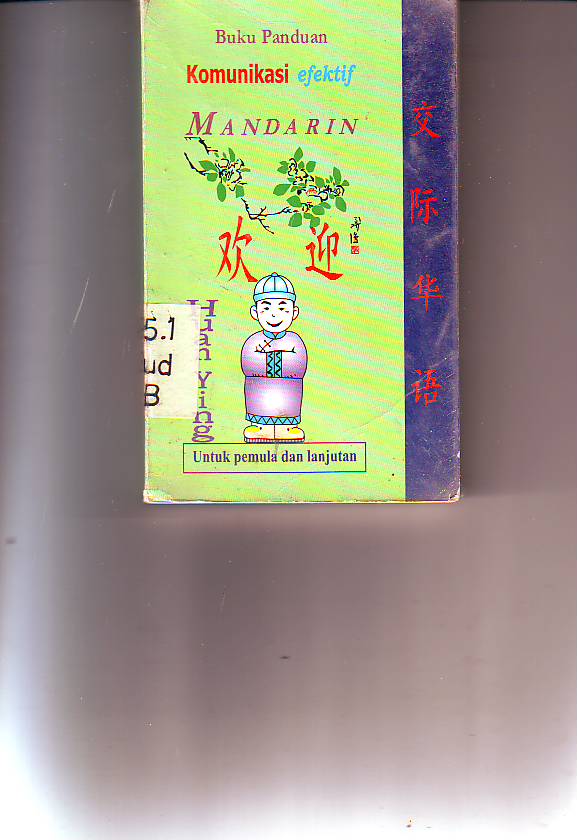 Buku Panduan
Komunikasi efektif
MANDARIN
欢迎
Huan Ying
5.1
ud
B
Untuk pemula dan lanjutan
交际华语